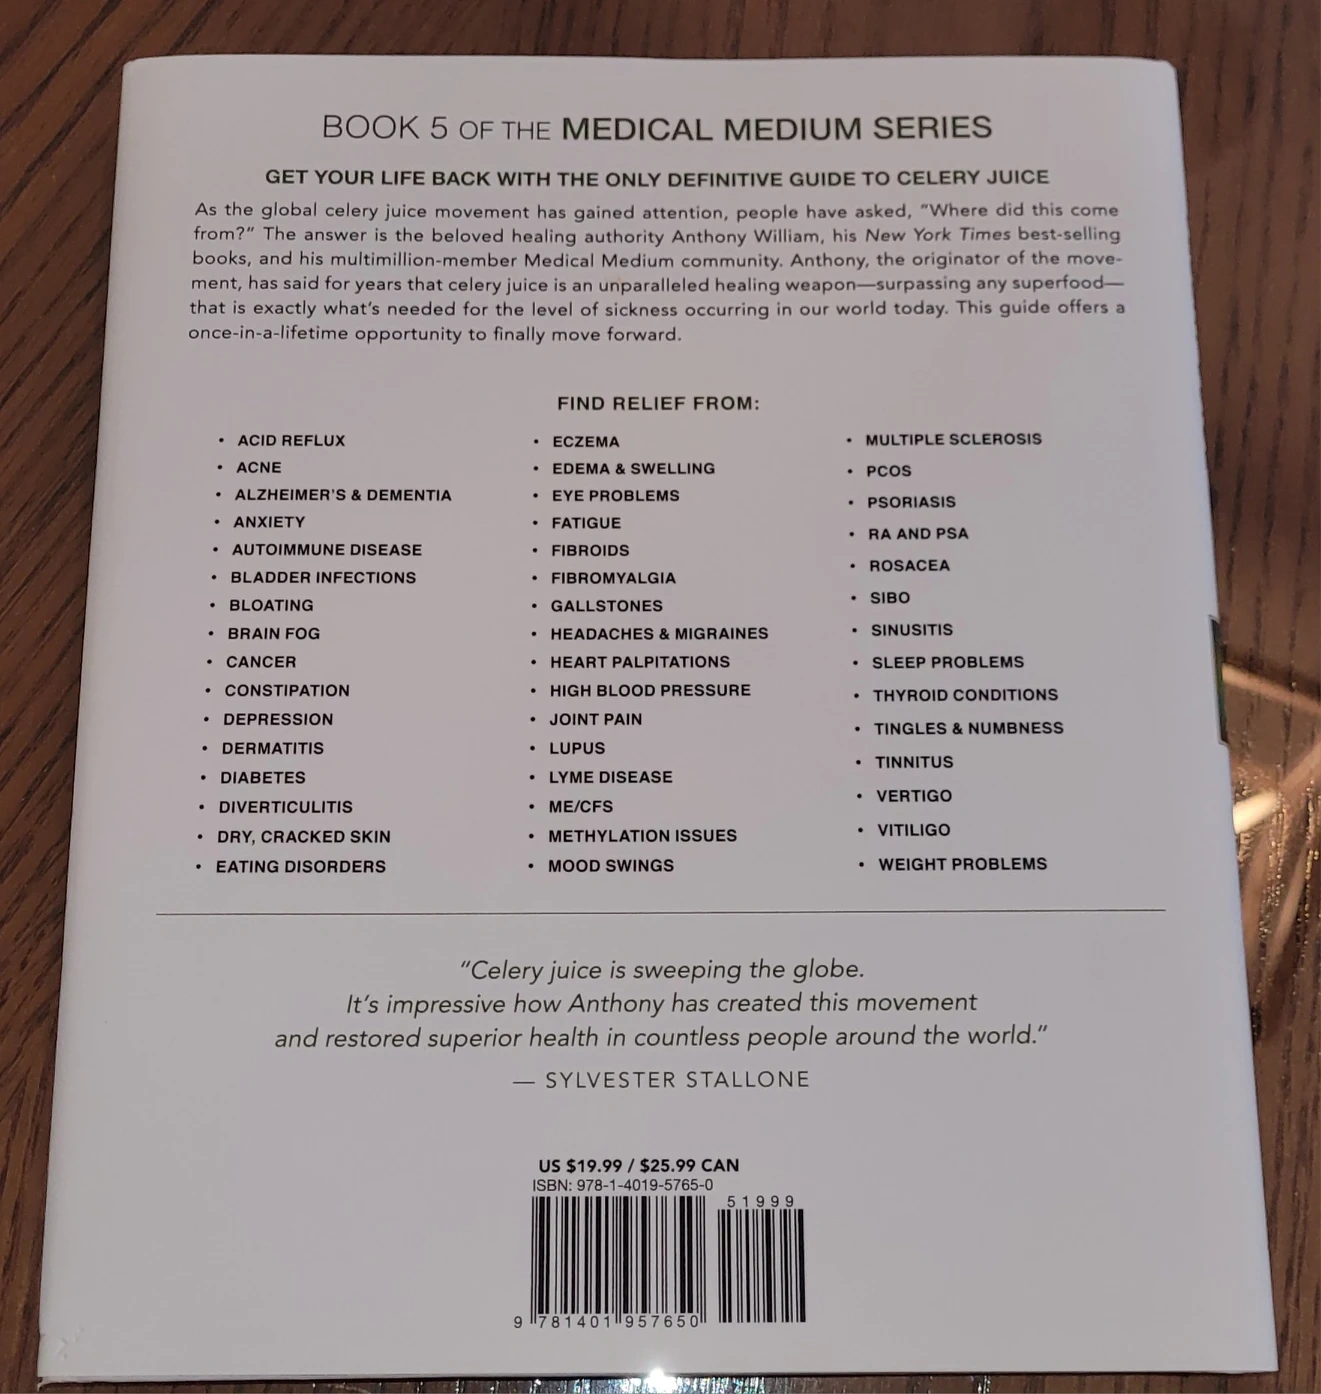 BOOK 5 OF THE MEDICAL MEDIUM SERIES
GET YOUR LIFE BACK WITH THE ONLY DEFINITIVE GUIDE TO CELERY JUICE
As the global celery juice movement has gained attention, people have asked, “Where did this come
from?” The answer is the beloved healing authority Anthony William, his New York Times best-selling
books, and his multimillion-member Medical Medium community. Anthony, the originator of the move-
ment, has said for years that celery juice is an unparalleled healing weapon—surpassing any superfood—
that is exactly what’s needed for the level of sickness occurring in our world today. This guide offers a
once-in-a-lifetime opportunity to finally move forward.
FIND RELIEF FROM:
• ACID REFLUX
• ACNE
• ALZHEIMER’S & DEMENTIA
• ANXIETY
• AUTOIMMUNE DISEASE
• BLADDER INFECTIONS
• BLOATING
• BRAIN FOG
• CANCER
• CONSTIPATION
• DEPRESSION
• DERMATITIS
• DIABETES
• DIVERTICULITIS
• DRY, CRACKED SKIN
• EATING DISORDERS
• ECZEMA
• EDEMA & SWELLING
• EYE PROBLEMS
• FATIGUE
• FIBROIDS
• FIBROMYALGIA
• GALLSTONES
• HEADACHES & MIGRAINES
• HEART PALPITATIONS
• HIGH BLOOD PRESSURE
• JOINT PAIN
• LUPUS
• LYME DISEASE
• ME/CFS
• METHYLATION ISSUES
• MOOD SWINGS
• MULTIPLE SCLEROSIS
• PCOS
• PSORIASIS
• RA AND PSA
• ROSACEA
• SIBO
• SINUSITIS
• SLEEP PROBLEMS
• THYROID CONDITIONS
• TINGLES & NUMBNESS
• TINNITUS
• VERTIGO
• VITILIGO
• WEIGHT PROBLEMS
“Celery juice is sweeping the globe.
It’s impressive how Anthony has created this movement
and restored superior health in countless people around the world.”
— SYLVESTER STALLONE
US $19.99 / $25.99 CAN
ISBN: 978-1-4019-5765-0
51999
9 781401 957650